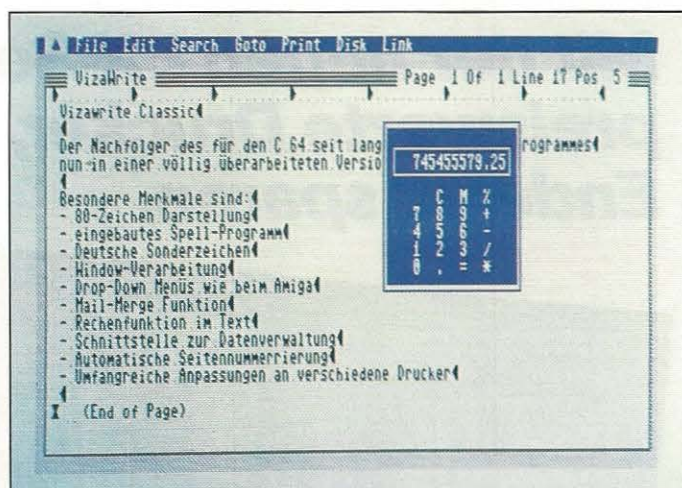 File Edit Search Goto Print Disk Link
VizaWrite Page 1 Of 1 Line 17 Pos 5
Vizawrite Classic
Der Nachfolger des für den C 64 seit lang rogrammes
nun in einer völlig überarbeiteten Versio
745455579.25
C M %
7 8 9 +
4 5 6 -
1 2 3 /
0 . = *
Besondere Merkmale sind:
- 80-Zeichen Darstellung
- eingebautes Spell-Programm
- Deutsche Sonderzeichen
- Window-Verarbeitung
- Drop-Down Menüs wie beim Amiga
- Mail-Merge Funktion
- Rechenfunktion im Text
- Schnittstelle zur Datenverwaltung
- Automatische Seitennummerrierung
- Umfangreiche Anpassungen an verschiedene Drucker
I (End of Page)